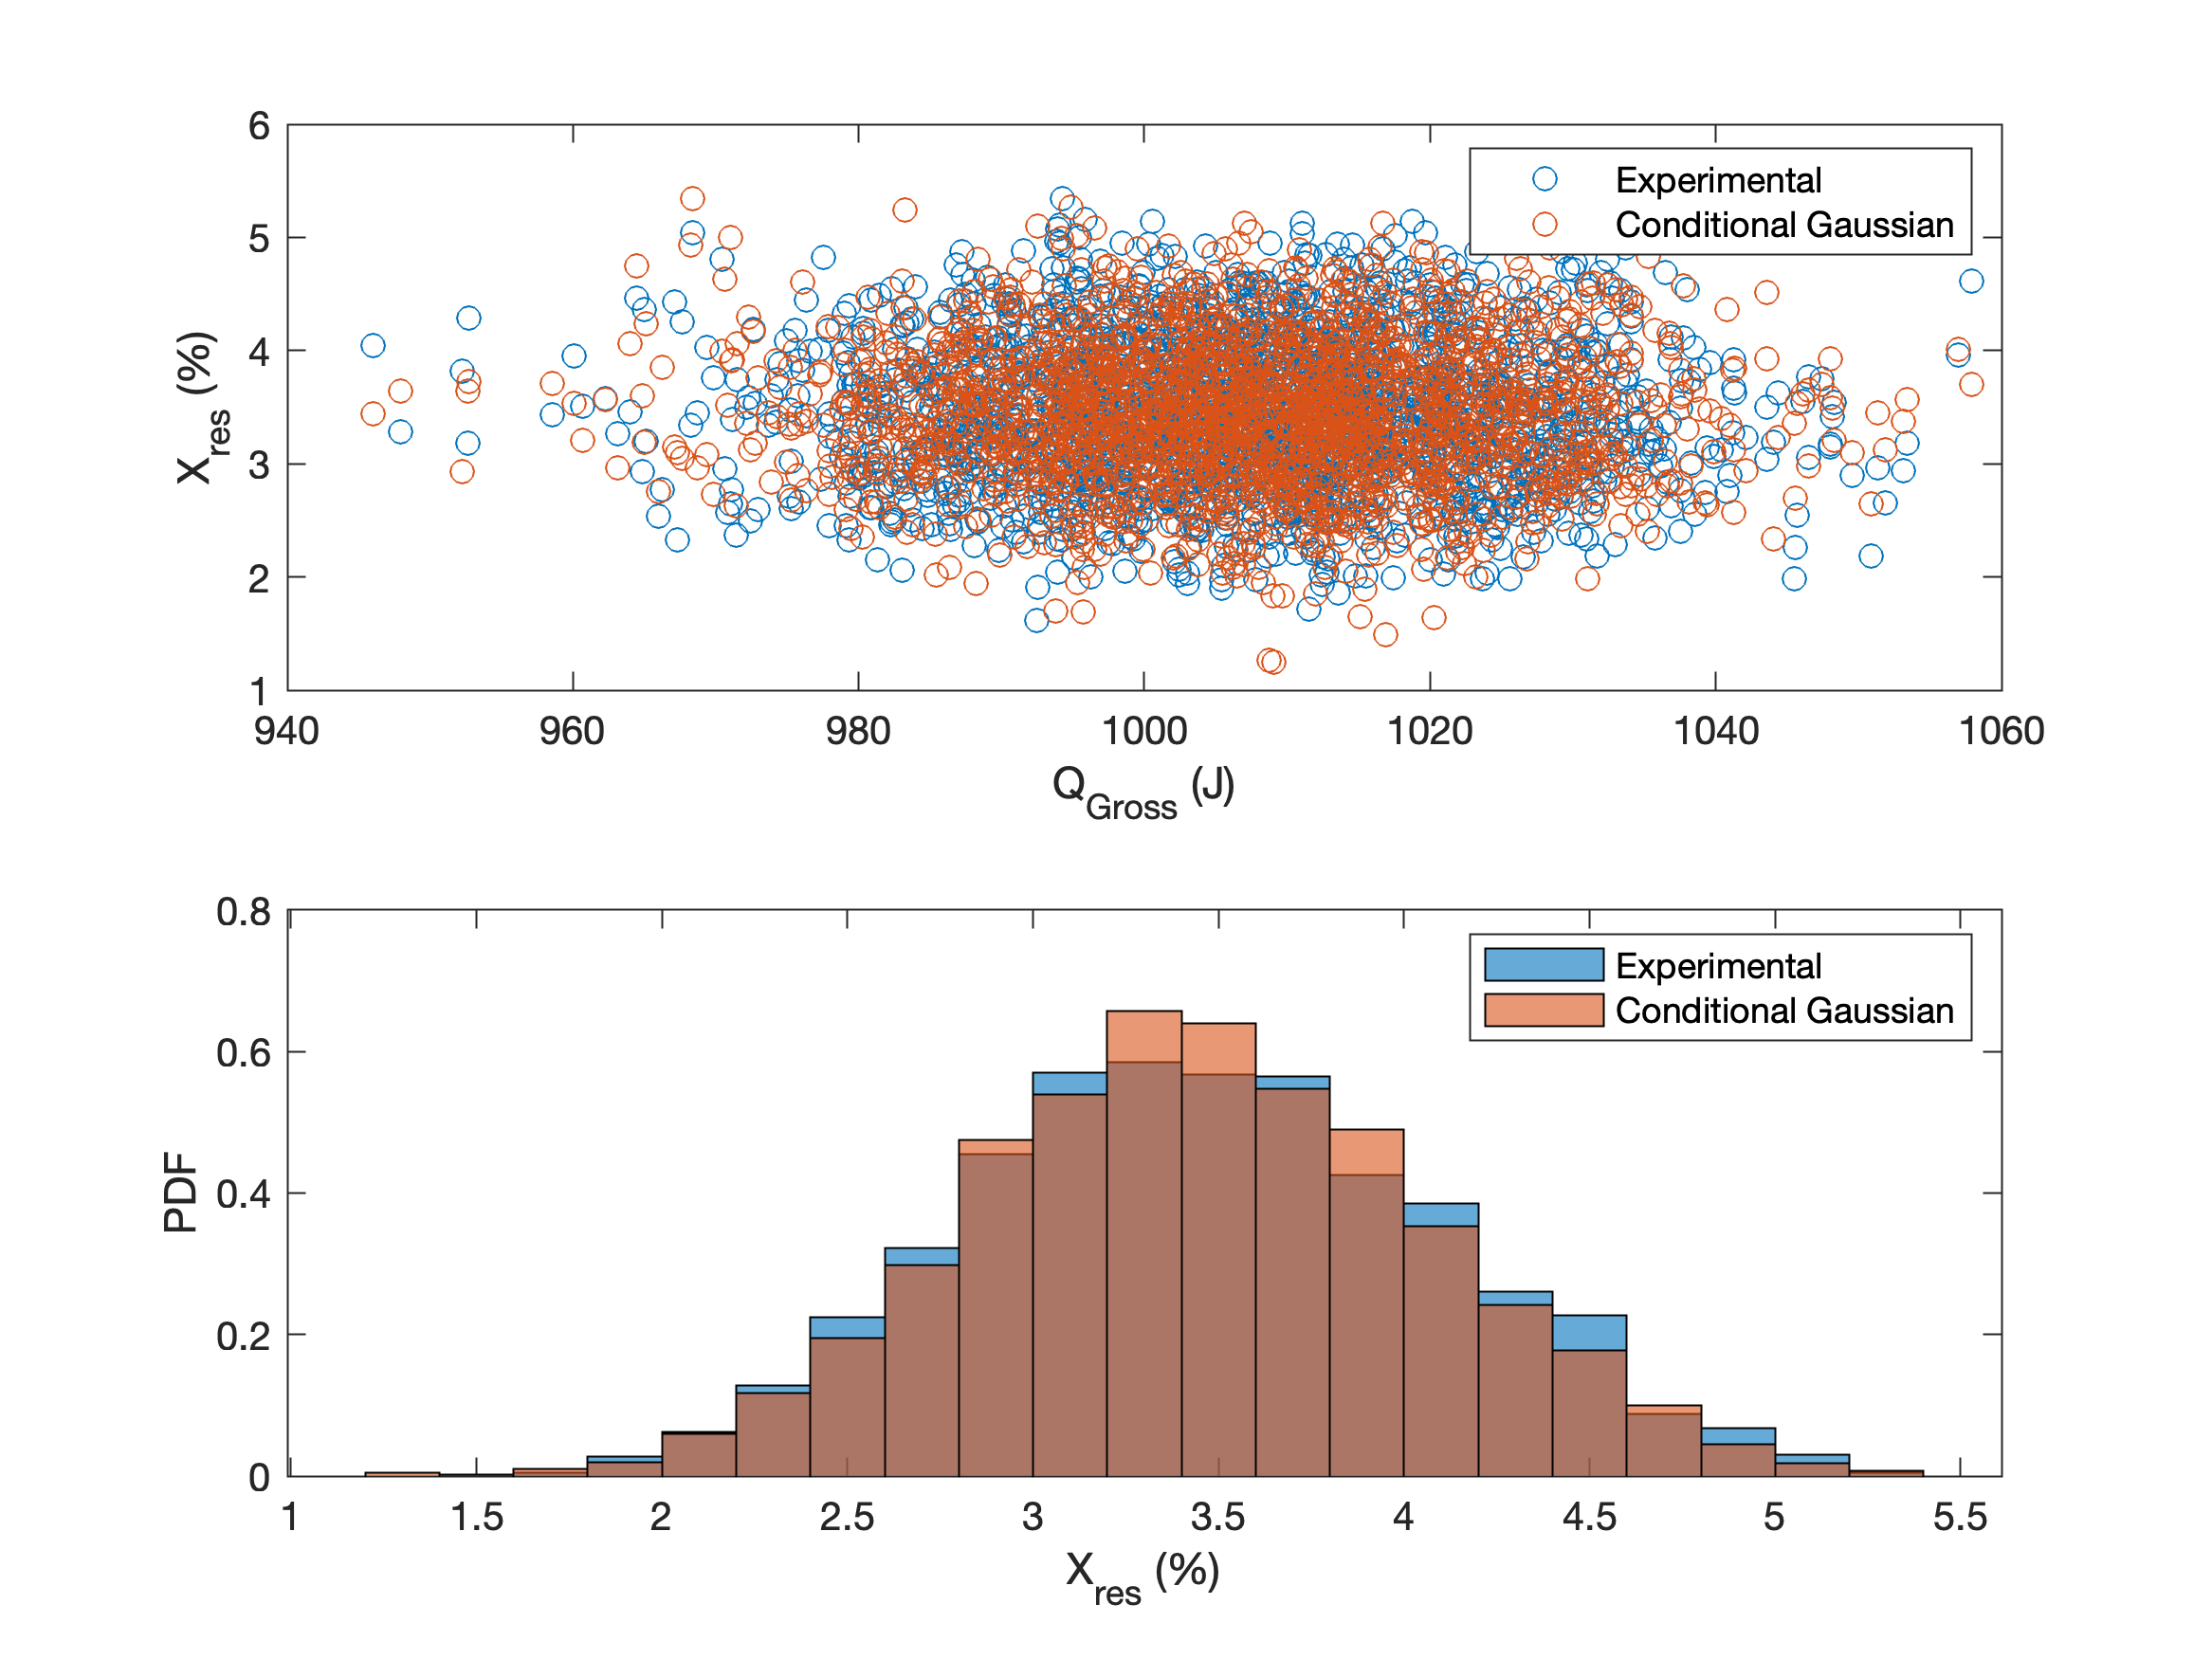 6
5
4
3
2
1
X_res (%)
Experimental
Conditional Gaussian
940 960 980 1000 1020 1040 1060
Q_Gross (J)
0.8
0.6
0.4
0.2
0
PDF
Experimental
Conditional Gaussian
1 1.5 2 2.5 3 3.5 4 4.5 5 5.5
X_res (%)